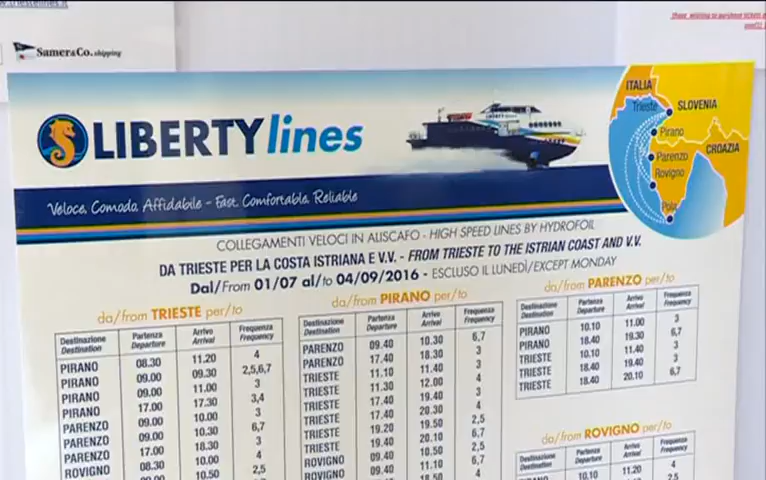 www.triestelines.it
Samer&Co. shipping
LIBERTY lines
ITALIA
Trieste
SLOVENIA
Pirano
CROAZIA
Parenzo
Rovigno
Pola
Veloce, Comodo, Affidabile - Fast, Comfortable, Reliable
COLLEGAMENTI VELOCI IN ALISCAFO - HIGH SPEED LINES BY HYDROFOIL
DA TRIESTE PER LA COSTA ISTRIANA E V.V. - FROM TRIESTE TO THE ISTRIAN COAST AND V.V.
Dal/From 01/07 al/to 04/09/2016 - ESCLUSO IL LUNEDÌ/EXCEPT MONDAY
da/from TRIESTE per/to
Destinazione Partenza Arrivo Frequenza
Destination Departure Arrival Frequency
PIRANO 08.30 11.20 4
PIRANO 09.00 09.30 2,5,6,7
PIRANO 09.00 11.00 3
PIRANO 17.00 17.30 3,4
PARENZO 09.00 10.00 3
PARENZO 09.00 10.30 6,7
PARENZO 17.00 18.30 3
ROVIGNO 08.30 10.00 4
10.50 2,5
da/from PIRANO per/to
Destinazione Partenza Arrivo Frequenza
Destination Departure Arrival Frequency
PARENZO 09.40 10.30 6,7
PARENZO 17.40 18.30 3
TRIESTE 11.10 11.40 3
TRIESTE 11.30 12.00 4
TRIESTE 17.40 19.40 3
TRIESTE 17.40 20.30 4
TRIESTE 19.20 19.50 2,5
TRIESTE 19.40 20.10 6,7
ROVIGNO 09.40 10.50 2,5
ROVIGNO 09.40 11.10 6,7
18.50 4
da/from PARENZO per/to
Destinazione Partenza Arrivo Frequenza
Destination Departure Arrival Frequency
PIRANO 10.10 11.00 3
PIRANO 18.40 19.30 6,7
TRIESTE 10.10 11.40 3
TRIESTE 18.40 19.40 3
TRIESTE 18.40 20.10 6,7
da/from ROVIGNO per/to
Destinazione Partenza Arrivo Frequenza
Destination Departure Arrival Frequency
PIRANO 10.10 11.20 4
2,5